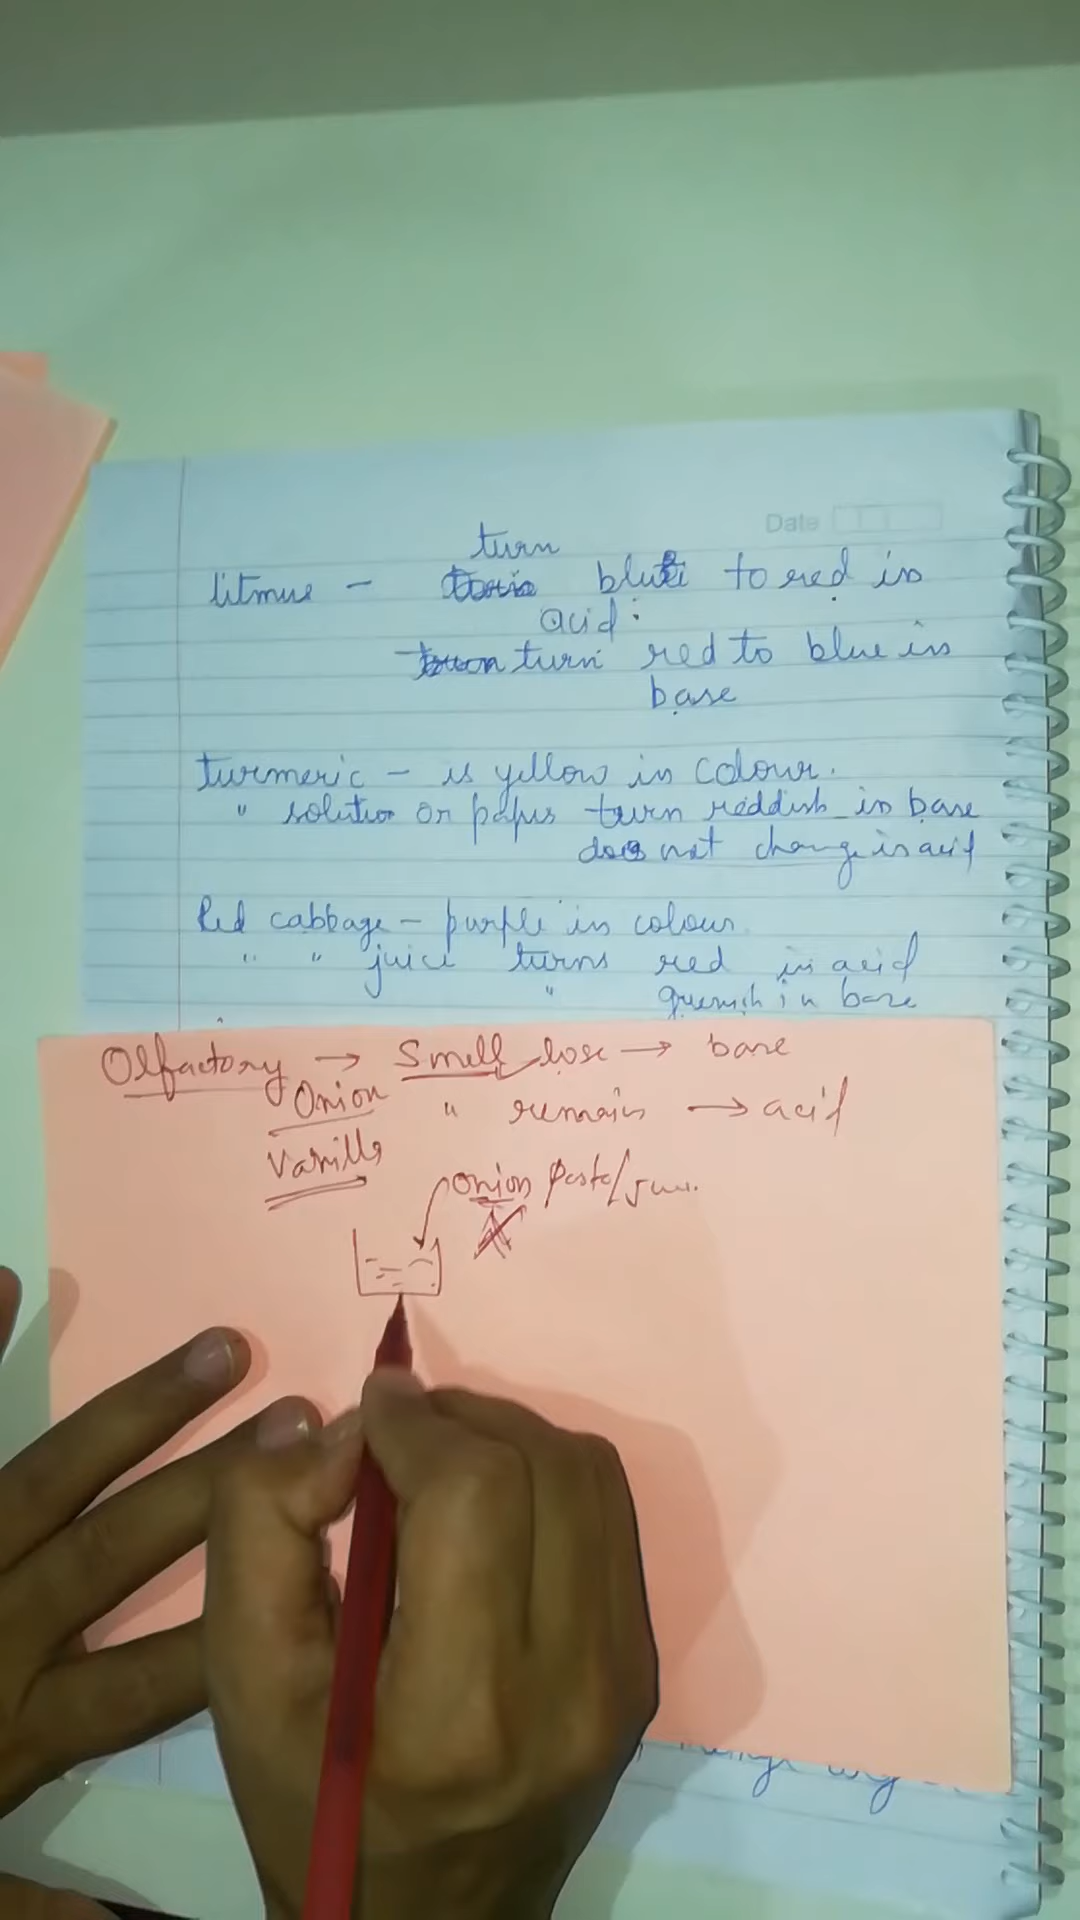 Date
turn
litmus - blue to red in
acid.
turn red to blue in
base
turmeric - is yellow in colour.
" solution or papers turn reddish in base
does not change in acid
Red cabbage - purple in colour.
" " juice turns red in acid
" greenish in base
Olfactory → Smell lose → base
Onion " remains → acid
Vanilla
onion paste/